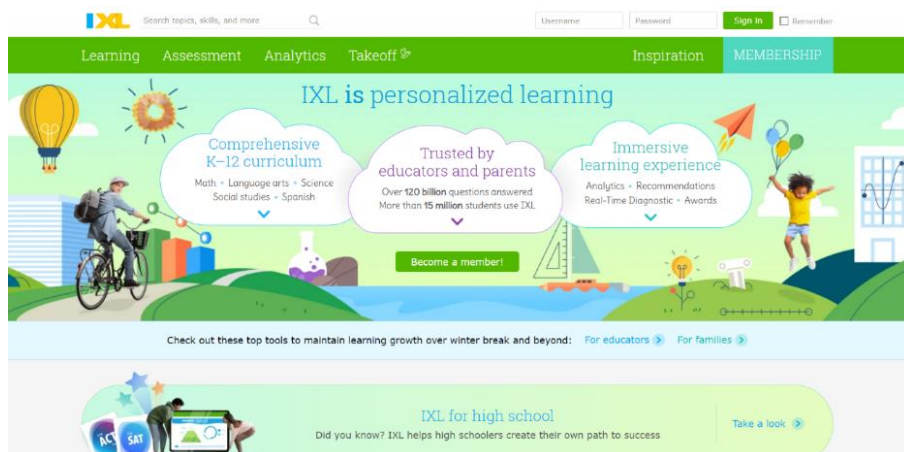 IXL
Search topics, skills, and more
Username
Password
Sign in
Remember
Learning
Assessment
Analytics
Takeoff
Inspiration
MEMBERSHIP
IXL is personalized learning
Comprehensive
K–12 curriculum
Math • Language arts • Science
Social studies • Spanish
Trusted by
educators and parents
Over 120 billion questions answered
More than 15 million students use IXL
Immersive
learning experience
Analytics • Recommendations
Real-Time Diagnostic • Awards
Become a member!
Check out these top tools to maintain learning growth over winter break and beyond: For educators For families
ACT
SAT
IXL for high school
Did you know? IXL helps high schoolers create their own path to success
Take a look